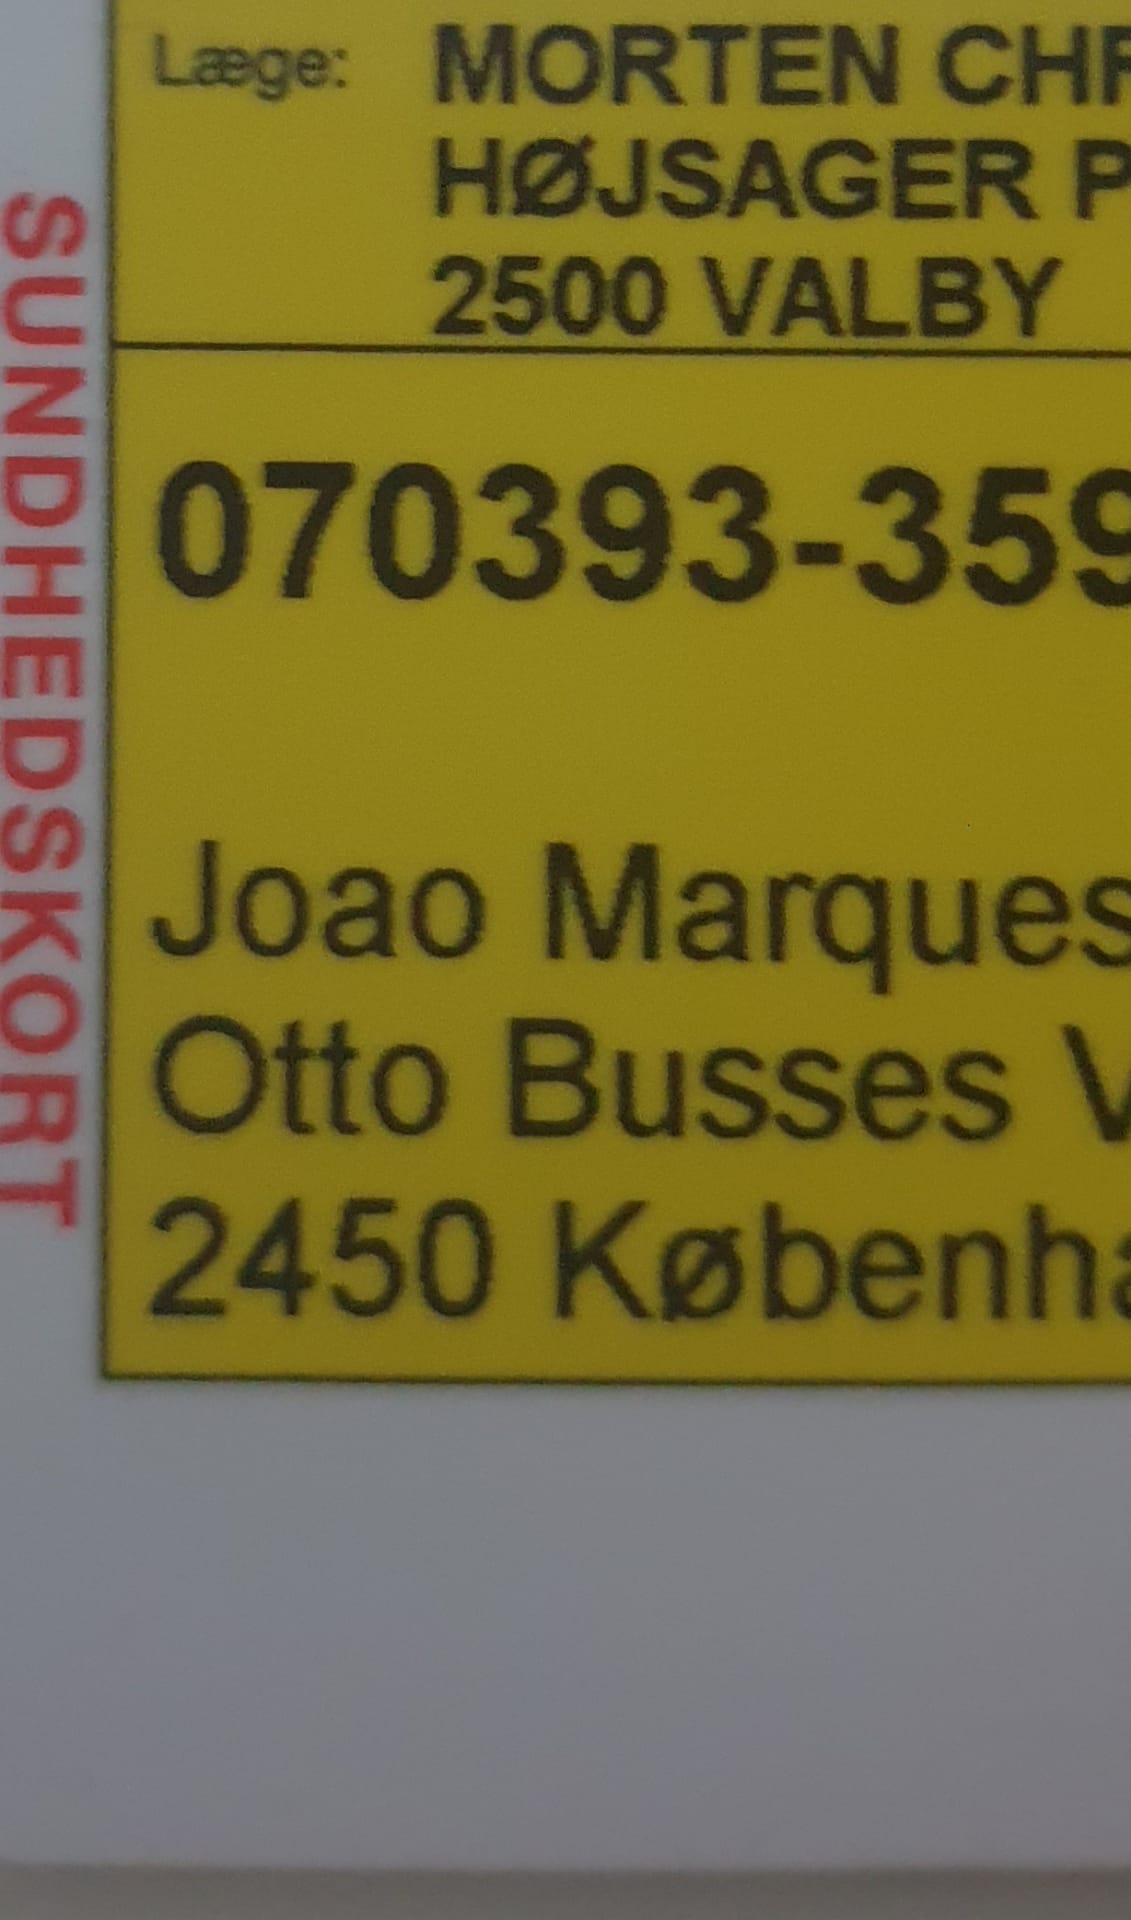 Læge: MORTEN CHR
HØJSAGER P
2500 VALBY
070393-359
Joao Marques
Otto Busses V
2450 Københa
SUNDHEDSKORT